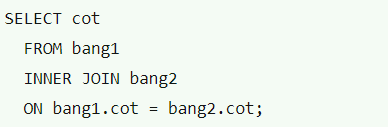 SELECT cot
FROM bang1
INNER JOIN bang2
ON bang1.cot = bang2.cot;